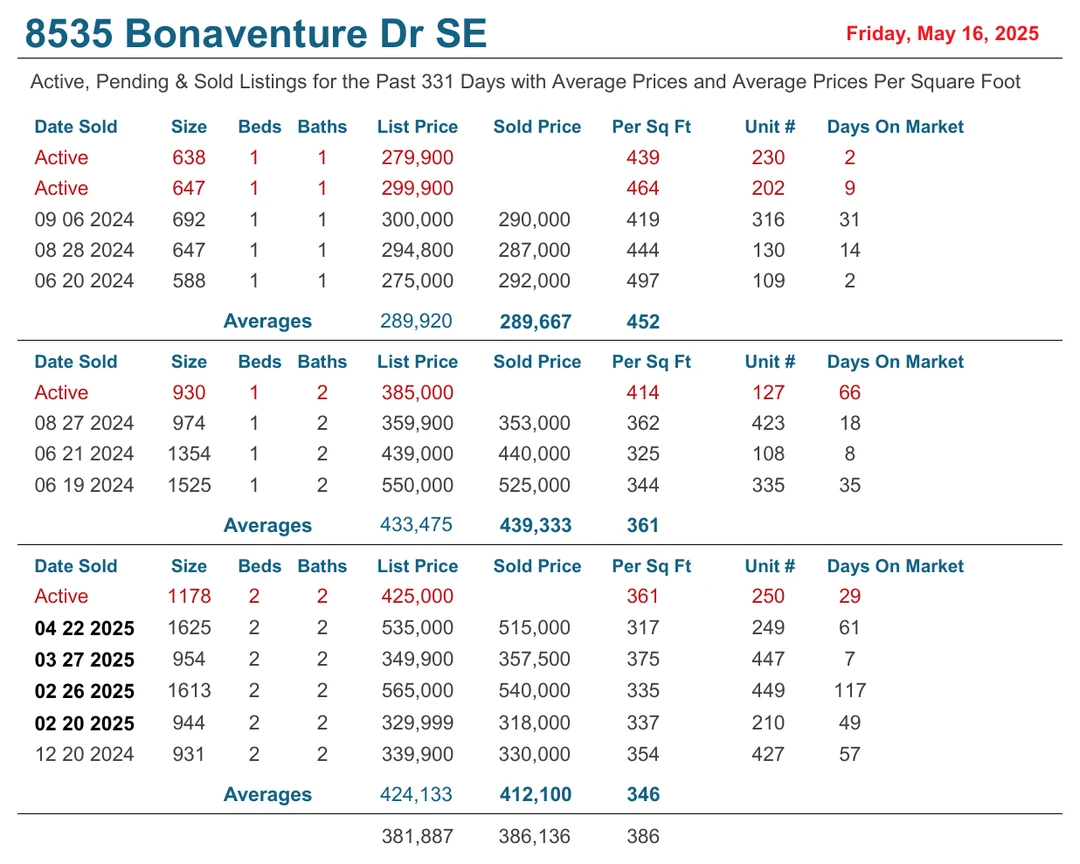 8535 Bonaventure Dr SE Friday, May 16, 2025
Active, Pending & Sold Listings for the Past 331 Days with Average Prices and Average Prices Per Square Foot
Date Sold Size Beds Baths List Price Sold Price Per Sq Ft Unit # Days On Market
Active 638 1 1 279,900 439 230 2
Active 647 1 1 299,900 464 202 9
09 06 2024 692 1 1 300,000 290,000 419 316 31
08 28 2024 647 1 1 294,800 287,000 444 130 14
06 20 2024 588 1 1 275,000 292,000 497 109 2
Averages 289,920 289,667 452
Date Sold Size Beds Baths List Price Sold Price Per Sq Ft Unit # Days On Market
Active 930 1 2 385,000 414 127 66
08 27 2024 974 1 2 359,900 353,000 362 423 18
06 21 2024 1354 1 2 439,000 440,000 325 108 8
06 19 2024 1525 1 2 550,000 525,000 344 335 35
Averages 433,475 439,333 361
Date Sold Size Beds Baths List Price Sold Price Per Sq Ft Unit # Days On Market
Active 1178 2 2 425,000 361 250 29
04 22 2025 1625 2 2 535,000 515,000 317 249 61
03 27 2025 954 2 2 349,900 357,500 375 447 7
02 26 2025 1613 2 2 565,000 540,000 335 449 117
02 20 2025 944 2 2 329,999 318,000 337 210 49
12 20 2024 931 2 2 339,900 330,000 354 427 57
Averages 424,133 412,100 346
381,887 386,136 386